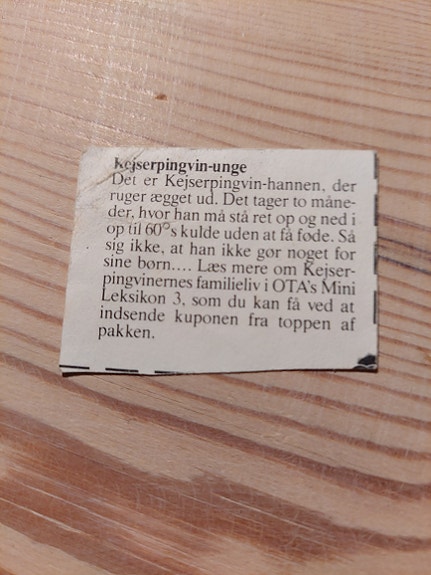 Kejserpingvin-unge
Det er Kejserpingvin-hannen, der
ruger ægget ud. Det tager to måne-
der, hvor han må stå ret op og ned i
op til 60°s kulde uden at få føde. Så
sig ikke, at han ikke gør noget for
sine børn.... Læs mere om Kejser-
pingvinernes familieliv i OTA's Mini
Leksikon 3, som du kan få ved at
indsende kuponen fra toppen af
pakken.